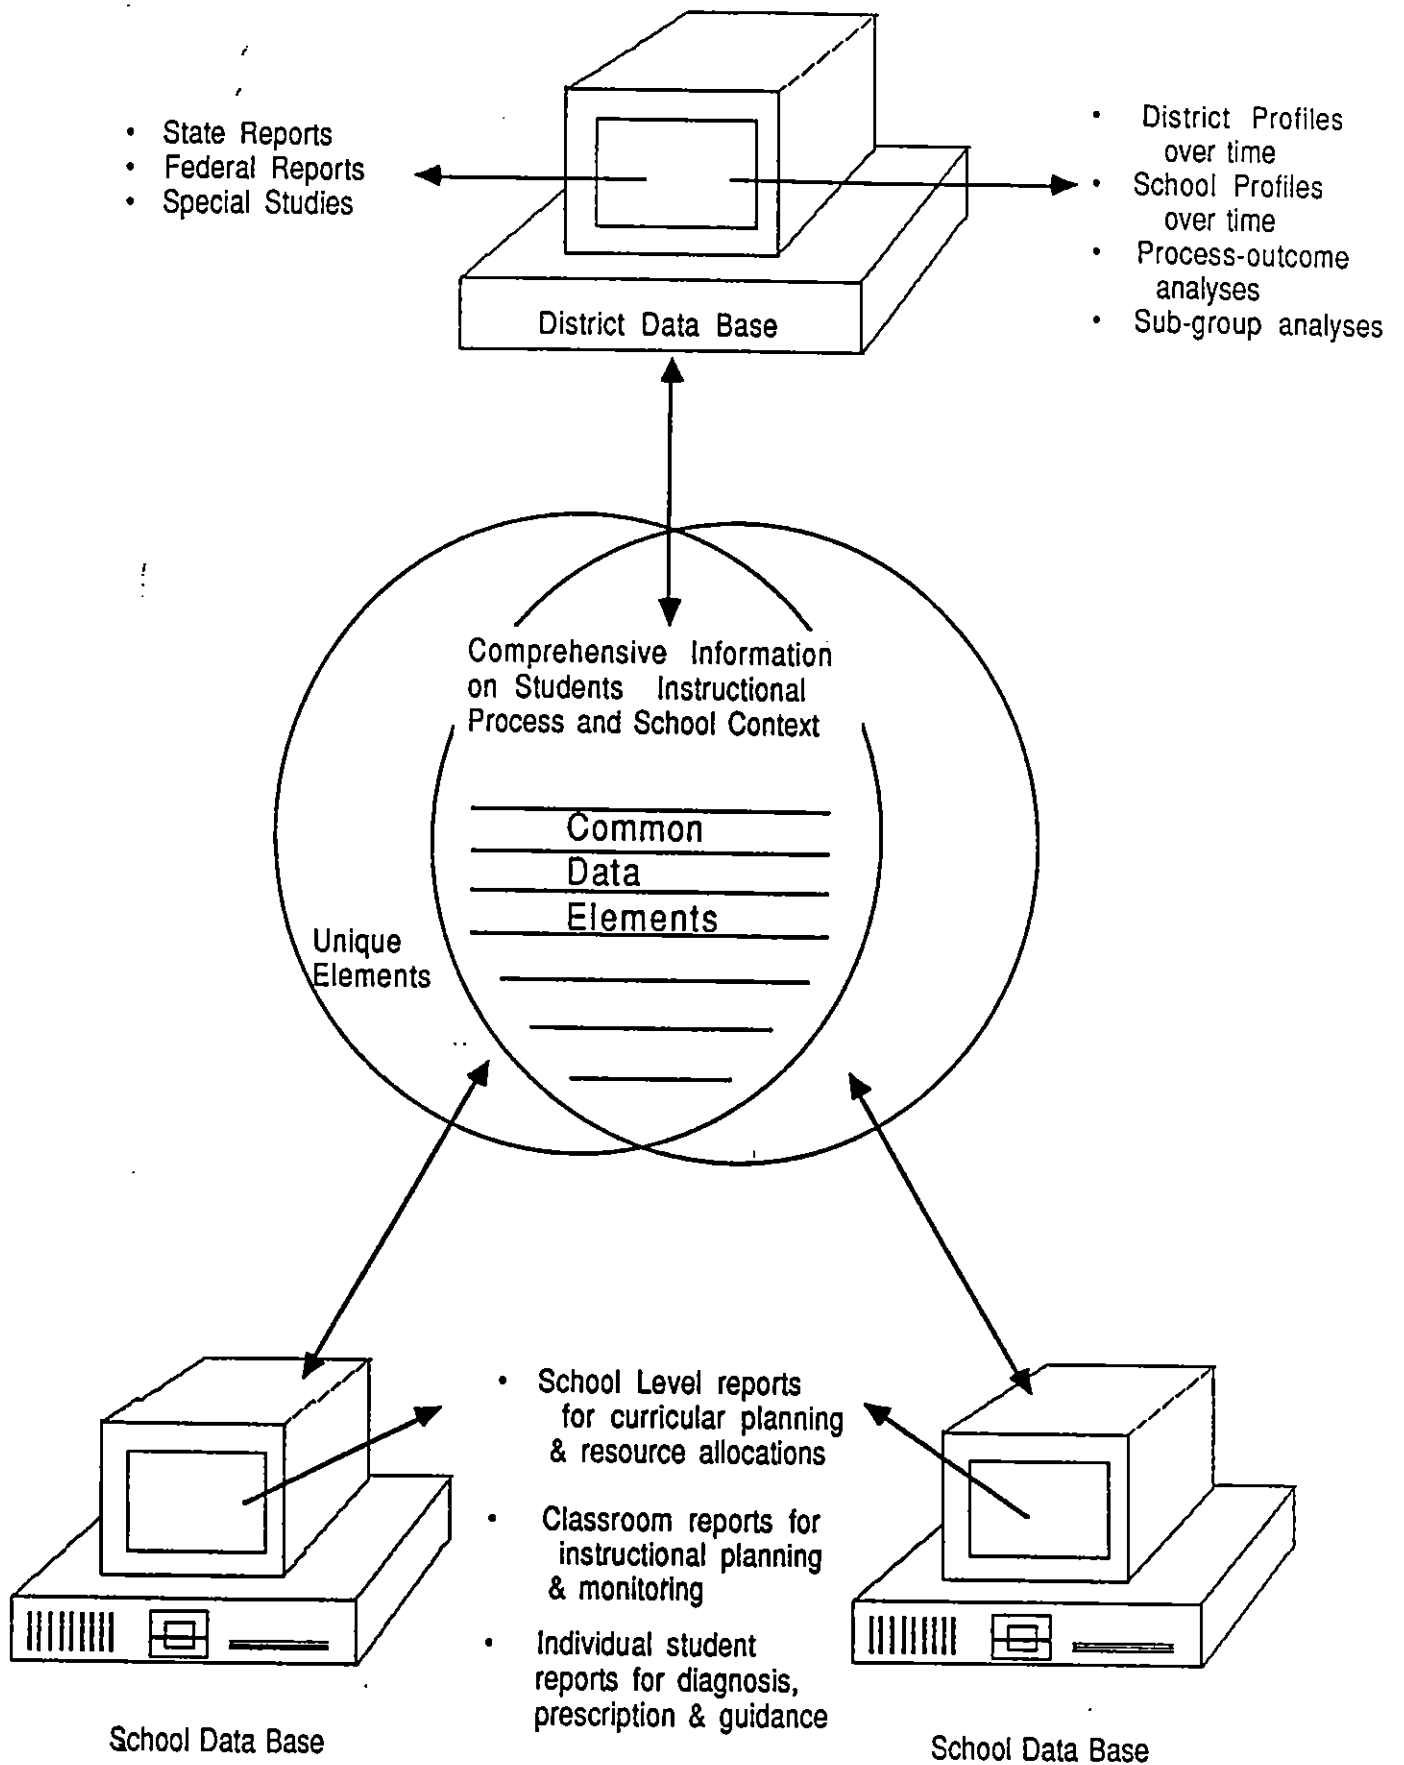 • State Reports
• Federal Reports
• Special Studies
• District Profiles
over time
• School Profiles
over time
• Process-outcome
analyses
• Sub-group analyses
District Data Base
Comprehensive Information
on Students Instructional
Process and School Context
Common
Data
Elements
Unique
Elements
• School Level reports
for curricular planning
& resource allocations
• Classroom reports for
instructional planning
& monitoring
• Individual student
reports for diagnosis,
prescription & guidance
School Data Base
School Data Base